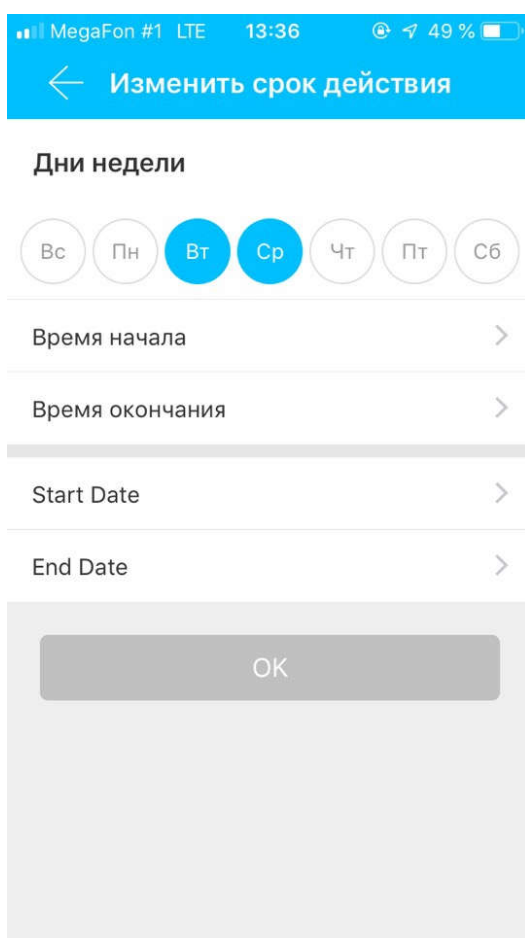 MegaFon #1 LTE 13:36 49 %
Изменить срок действия
Дни недели
Вс Пн Вт Ср Чт Пт Сб
Время начала
Время окончания
Start Date
End Date
OK